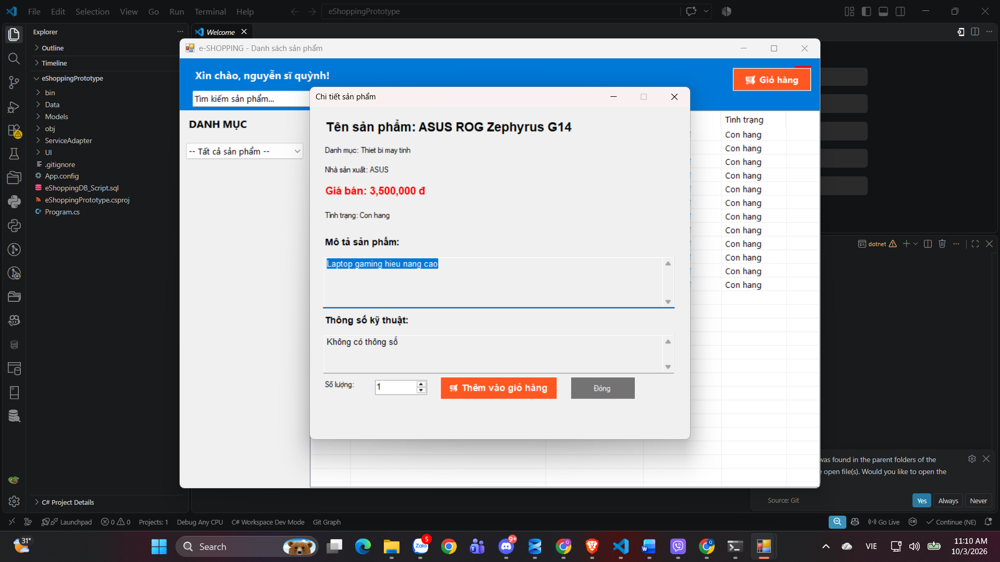 File Edit Selection View Go Run Terminal Help
eShoppingPrototype
Explorer
Welcome
Outline
Timeline
eShoppingPrototype
bin
Data
Models
obj
ServiceAdapter
UI
.gitignore
App.config
eShoppingDB_Script.sql
eShoppingPrototype.csproj
Program.cs
C# Project Details
e-SHOPPING - Danh sách sản phẩm
Xin chào, nguyễn sĩ quỳnh!
Giỏ hàng
Tìm kiếm sản phẩm...
DANH MỤC
-- Tất cả sản phẩm --
Tình trạng
Con hang
Con hang
Con hang
Con hang
Con hang
Con hang
Con hang
Con hang
Con hang
Con hang
Con hang
Con hang
Chi tiết sản phẩm
Tên sản phẩm: ASUS ROG Zephyrus G14
Danh mục: Thiet bi may tinh
Nhà sản xuất: ASUS
Giá bán: 3,500,000 đ
Tình trạng: Con hang
Mô tả sản phẩm:
Laptop gaming hieu nang cao
Thông số kỹ thuật:
Không có thông số
Số lượng:
1
Thêm vào giỏ hàng
Đóng
dotnet
was found in the parent folders of the
open file(s). Would you like to open the
Source: Git
Yes Always Never
Launchpad 0 0 Projects: 1 Debug Any CPU C# Workspace Dev Mode Git Graph
Go Live Continue (NE)
31°
Search
Zalo
5
9+
VIE
11:10 AM
10/3/2026